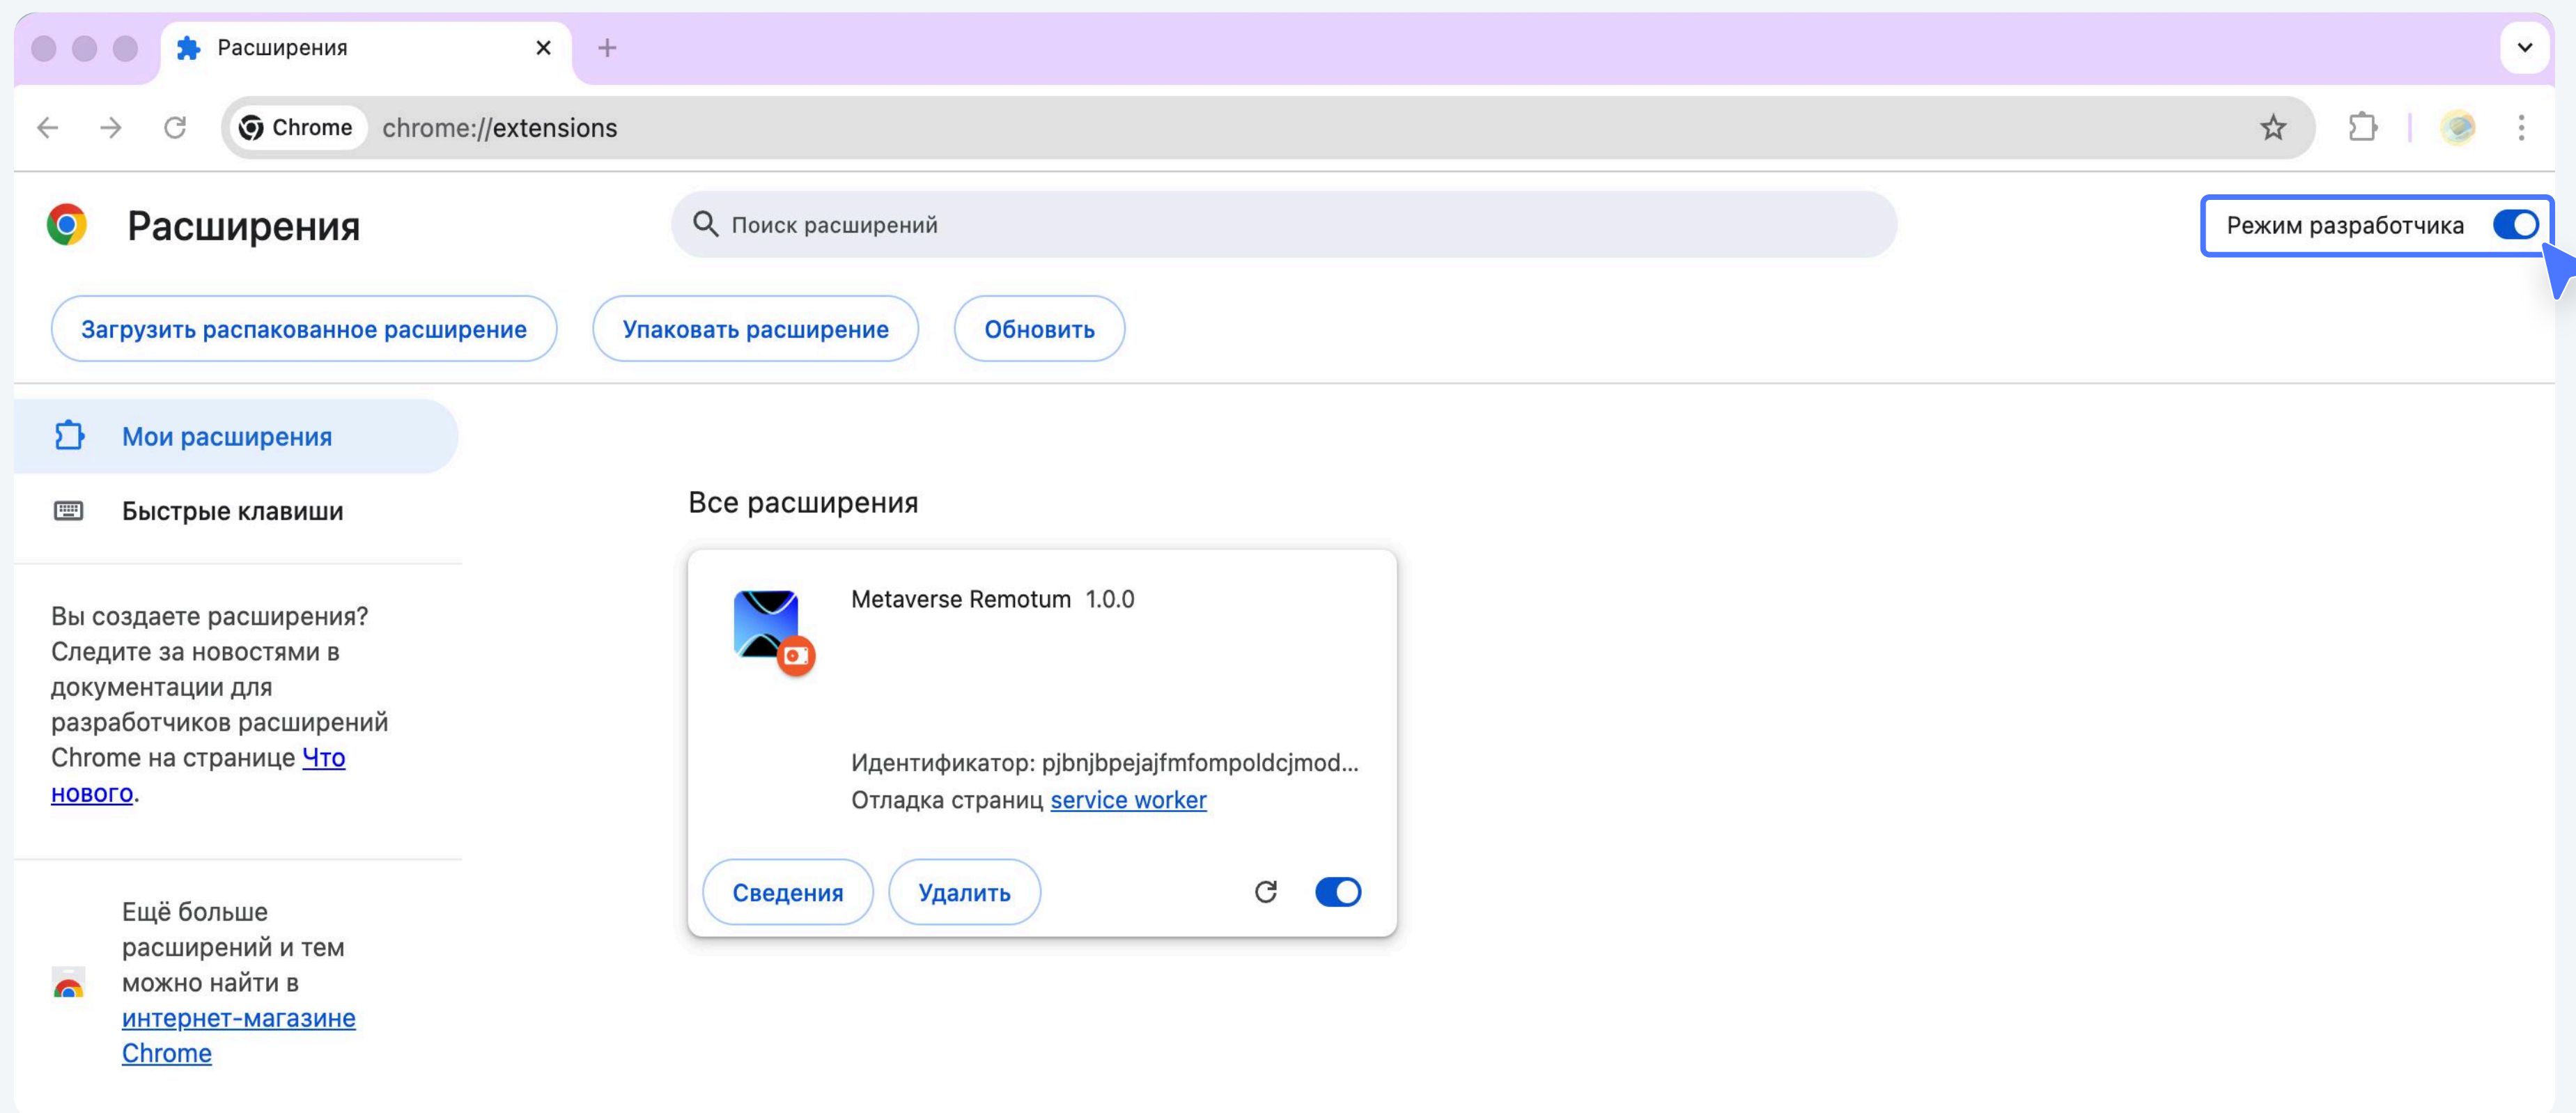 Расширения
Chrome chrome://extensions
Расширения
Поиск расширений
Режим разработчика
Загрузить распакованное расширение
Упаковать расширение
Обновить
Мои расширения
Быстрые клавиши
Вы создаете расширения?
Следите за новостями в
документации для
разработчиков расширений
Chrome на странице Что
нового.
Ещё больше
расширений и тем
можно найти в
интернет-магазине
Chrome
Все расширения
Metaverse Remotum 1.0.0
Идентификатор: pjbnjbpejajfmfompoldcjmod...
Отладка страниц service worker
Сведения
Удалить